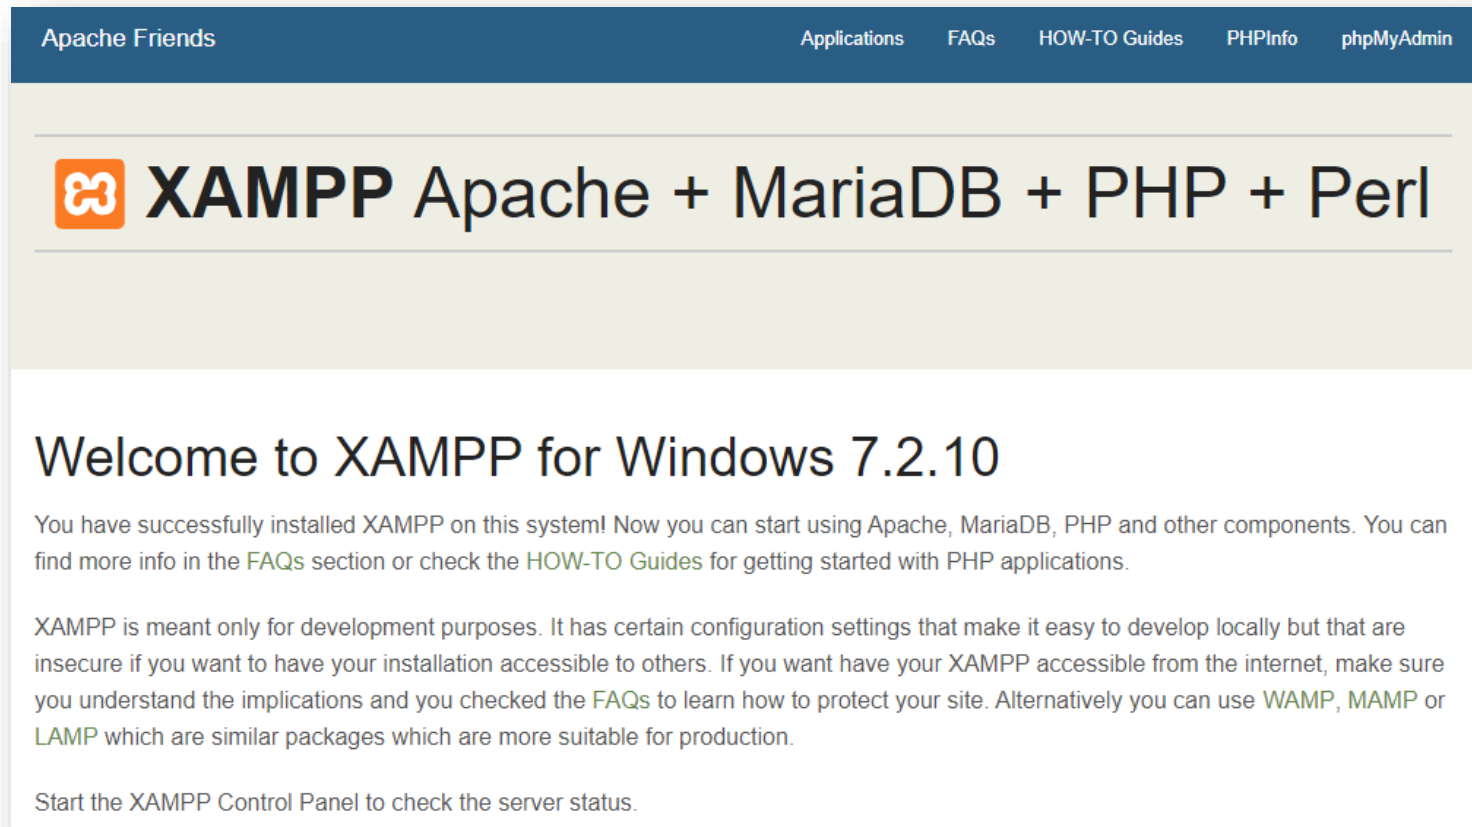 Apache Friends
Applications FAQs HOW-TO Guides PHPInfo phpMyAdmin
XAMPP Apache + MariaDB + PHP + Perl
Welcome to XAMPP for Windows 7.2.10
You have successfully installed XAMPP on this system! Now you can start using Apache, MariaDB, PHP and other components. You can
find more info in the FAQs section or check the HOW-TO Guides for getting started with PHP applications.
XAMPP is meant only for development purposes. It has certain configuration settings that make it easy to develop locally but that are
insecure if you want to have your installation accessible to others. If you want have your XAMPP accessible from the internet, make sure
you understand the implications and you checked the FAQs to learn how to protect your site. Alternatively you can use WAMP, MAMP or
LAMP which are similar packages which are more suitable for production.
Start the XAMPP Control Panel to check the server status.